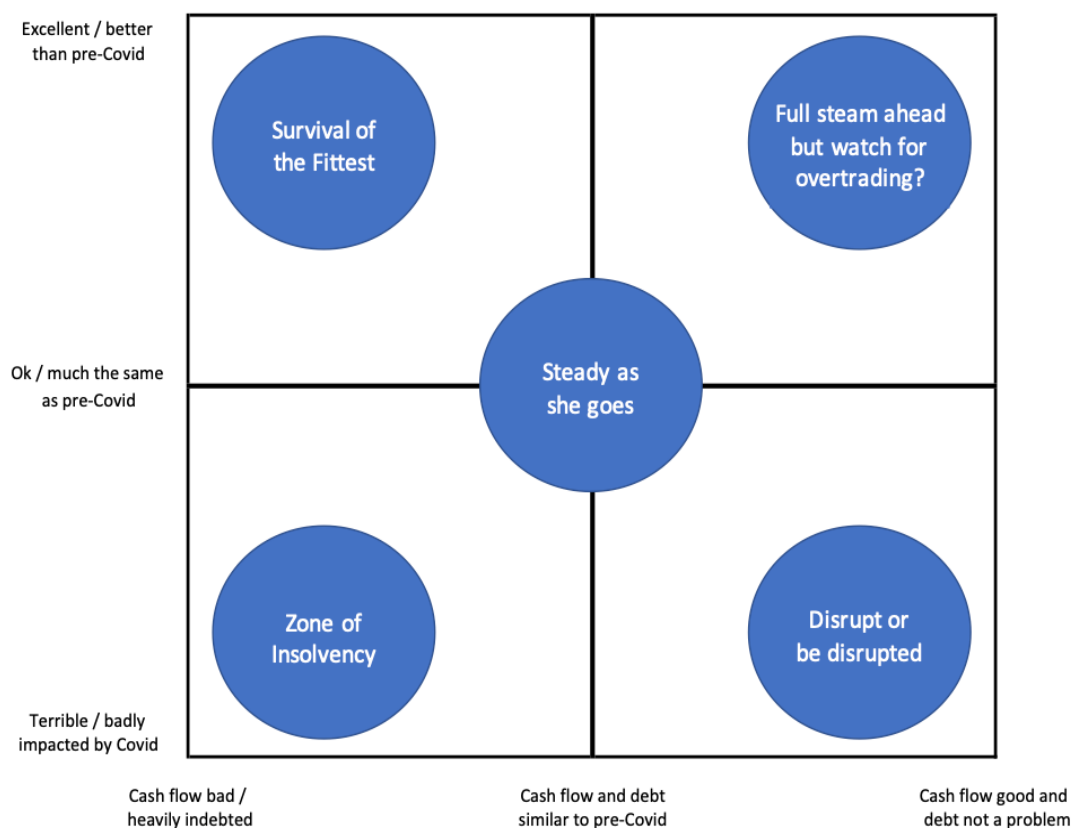 Excellent / better
than pre-Covid
Survival of
the Fittest
Full steam ahead
but watch for
overtrading?
Ok / much the same
as pre-Covid
Steady as
she goes
Zone of
Insolvency
Disrupt or
be disrupted
Terrible / badly
impacted by Covid
Cash flow bad /
heavily indebted
Cash flow and debt
similar to pre-Covid
Cash flow good and
debt not a problem